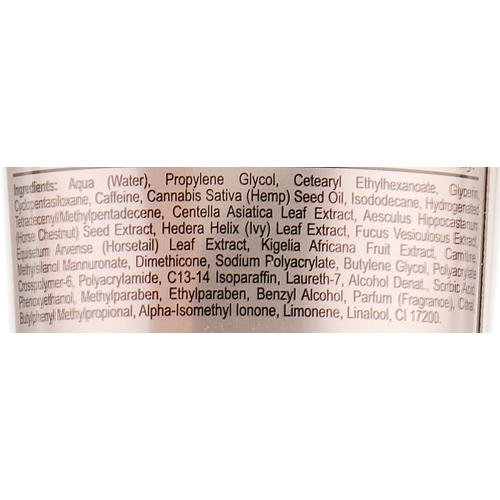 Ingredients: Aqua (Water), Propylene Glycol, Cetearyl Ethylhexanoate, Glycerin,
Cyclopentasiloxane, Caffeine, Cannabis Sativa (Hemp) Seed Oil, Isododecane, Hydrogenated
Tetradecenyl/Methylpentadecene, Centella Asiatica Leaf Extract, Aesculus Hippocastanum
(Horse Chestnut) Seed Extract, Hedera Helix (Ivy) Leaf Extract, Fucus Vesiculosus Extract,
Equisetum Arvense (Horsetail) Leaf Extract, Kigelia Africana Fruit Extract, Carnitine,
Methylsilanol Mannuronate, Dimethicone, Sodium Polyacrylate, Butylene Glycol, Polyacrylate
Crosspolymer-6, Polyacrylamide, C13-14 Isoparaffin, Laureth-7, Alcohol Denat., Sorbic Acid,
Phenoxyethanol, Methylparaben, Ethylparaben, Benzyl Alcohol, Parfum (Fragrance), Citral,
Butylphenyl Methylpropional, Alpha-Isomethyl Ionone, Limonene, Linalool, CI 17200.